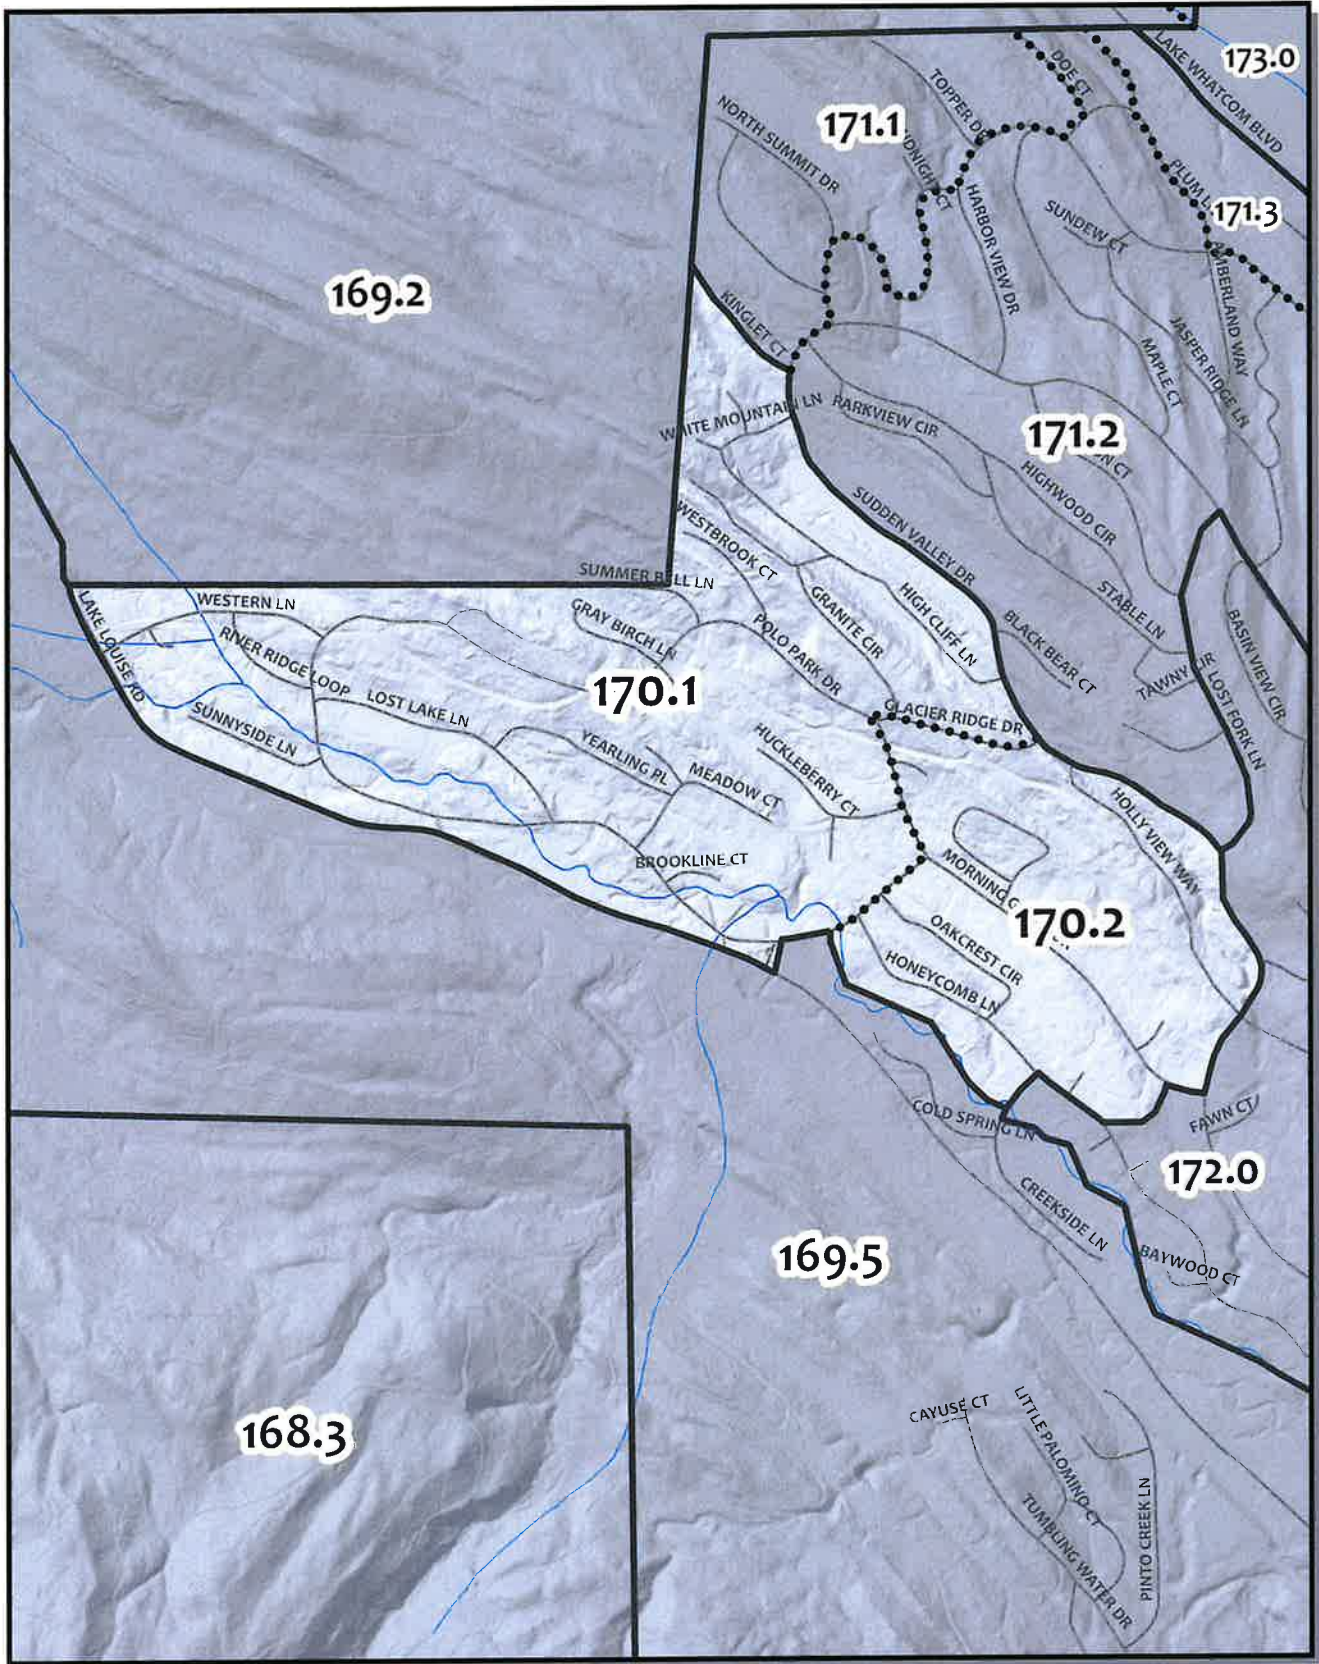 LAKE WHATCOM BLVD
173.0
DOE CT
TOPPER DR
171.1
NORTH SUMMIT DR
PLUM L
171.3
HARBOR VIEW DR
SUNDEW CT
169.2
KINGLET CT
MAPLE CT
JASPER RIDGE LN
WHITE MOUNTAIN LN
PARKVIEW CIR
171.2
HIGHWOOD CIR
SUDDEN VALLEY DR
WESTBROOK CT
SUMMER BELL LN
STABLE LN
WESTERN LN
GRAY BIRCH LN
GRANITE CIR
HIGH CLIFF LN
BLACK BEAR CT
BASIN VIEW CIR
LAKE LOUISE RD
RIVER RIDGE LOOP
POLO PARK DR
TAWNY CIR
LOST FORK LN
170.1
LOST LAKE LN
SUNNYSIDE LN
GLACIER RIDGE DR
YEARLING PL
HUCKLEBERRY CT
MEADOW CT
HOLLY VIEW WAY
BROOKLINE CT
MORNING
170.2
OAKCREST CIR
HONEYCOMB LN
COLD SPRING LN
FAWN CT
172.0
CREEKSIDE LN
169.5
BAYWOOD CT
168.3
CAYUSE CT
LITTLE PALOMINO CT
TUMBLING WATER DR
PINTO CREEK LN